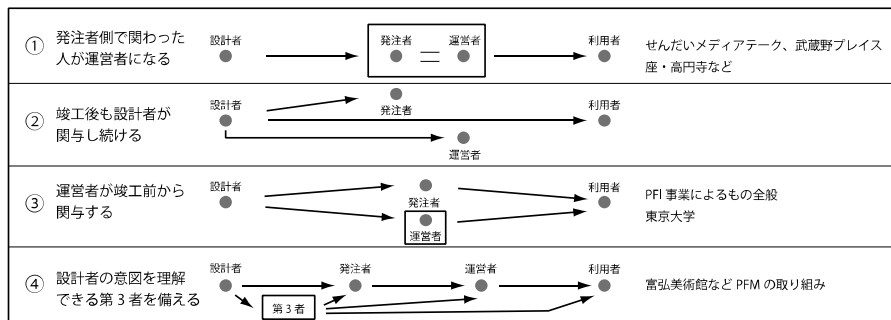 ① 発注者側で関わった
人が運営者になる
設計者 発注者 運営者 利用者
せんだいメディアテーク、武蔵野プレイス
座・高円寺など
② 竣工後も設計者が
関与し続ける
設計者 発注者 利用者
運営者
③ 運営者が竣工前から
関与する
設計者 発注者 利用者
運営者
PFI 事業によるもの全般
東京大学
④ 設計者の意図を理解
できる第 3 者を備える
設計者 発注者 運営者 利用者
第 3 者
富弘美術館など PFM の取り組み